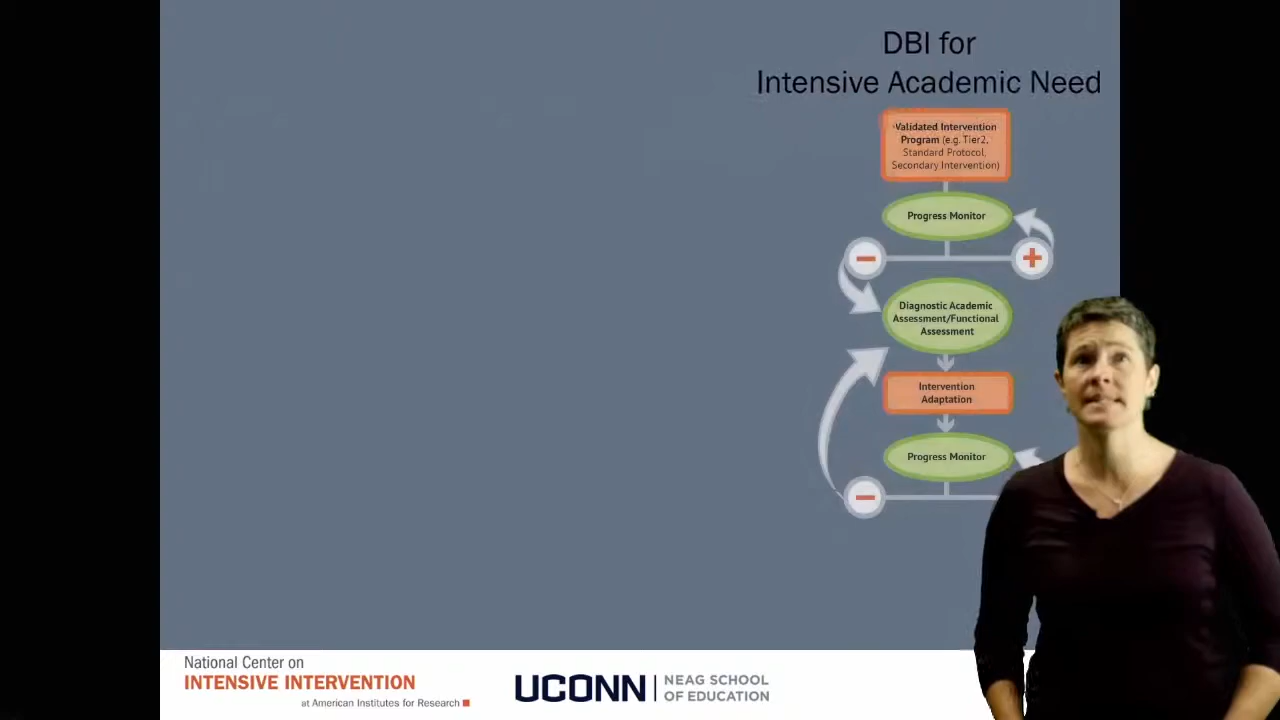 DBI for
Intensive Academic Need
Validated Intervention
Program (e.g. Tier2,
Standard Protocol,
Secondary Intervention)
Progress Monitor
Diagnostic Academic
Assessment/Functional
Assessment
Intervention
Adaptation
Progress Monitor
National Center on
INTENSIVE INTERVENTION
at American Institutes for Research
UCONN
NEAG SCHOOL
OF EDUCATION